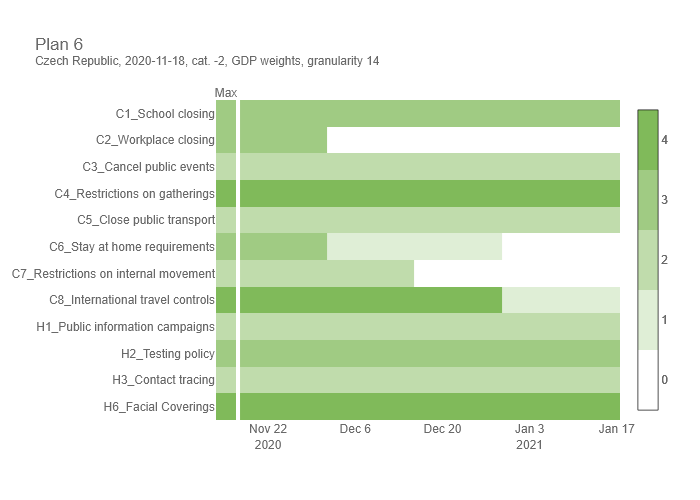 Plan 6
Czech Republic, 2020-11-18, cat. -2, GDP weights, granularity 14
Max
C1_School closing
C2_Workplace closing
C3_Cancel public events
C4_Restrictions on gatherings
C5_Close public transport
C6_Stay at home requirements
C7_Restrictions on internal movement
C8_International travel controls
H1_Public information campaigns
H2_Testing policy
H3_Contact tracing
H6_Facial Coverings
Nov 22 Dec 6 Dec 20 Jan 3 Jan 17
2020 2021
4
3
2
1
0